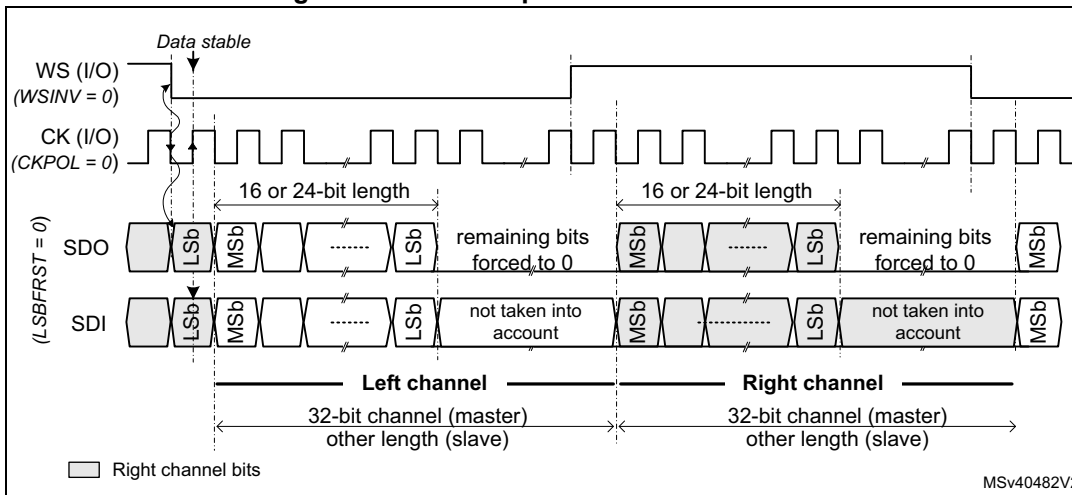 Data stable
WS (I/O)
(WSINV = 0)
CK (I/O)
(CKPOL = 0)
16 or 24-bit length
16 or 24-bit length
(LSBFRST = 0)
SDO
LSb
MSb
LSb
remaining bits
forced to 0
MSb
LSb
remaining bits
forced to 0
MSb
SDI
LSb
MSb
LSb
not taken into
account
MSb
LSb
not taken into
account
MSb
Left channel
Right channel
32-bit channel (master)
other length (slave)
32-bit channel (master)
other length (slave)
Right channel bits
MSv40482V2